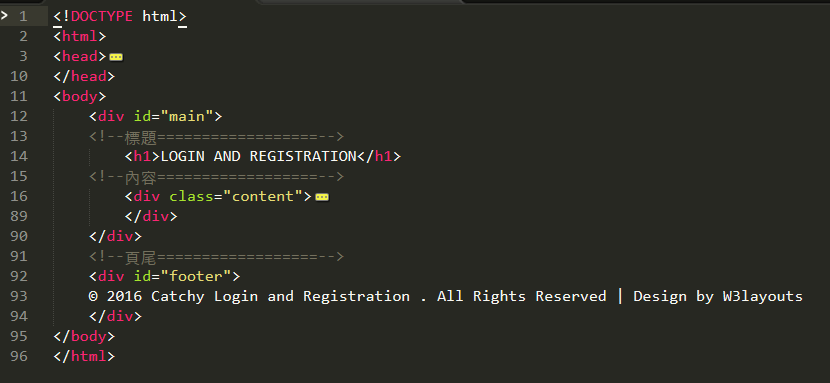 1 <!DOCTYPE html>
2 <html>
3 <head>
10 </head>
11 <body>
12 <div id="main">
13 <!--標題==================-->
14 <h1>LOGIN AND REGISTRATION</h1>
15 <!--內容==================-->
16 <div class="content">
89 </div>
90 </div>
91 <!--頁尾==================-->
92 <div id="footer">
93 © 2016 Catchy Login and Registration . All Rights Reserved | Design by W3layouts
94 </div>
95 </body>
96 </html>